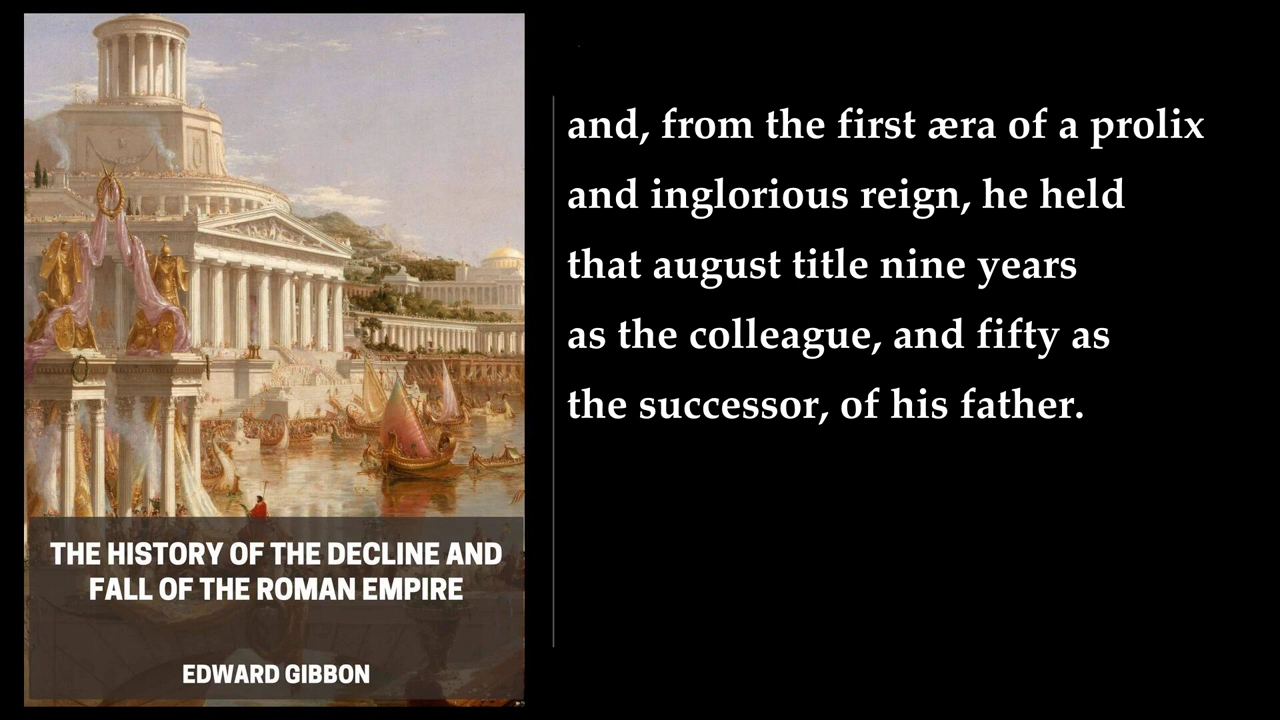 and, from the first æra of a prolix
and inglorious reign, he held
that august title nine years
as the colleague, and fifty as
the successor, of his father.
THE HISTORY OF THE DECLINE AND
FALL OF THE ROMAN EMPIRE
EDWARD GIBBON